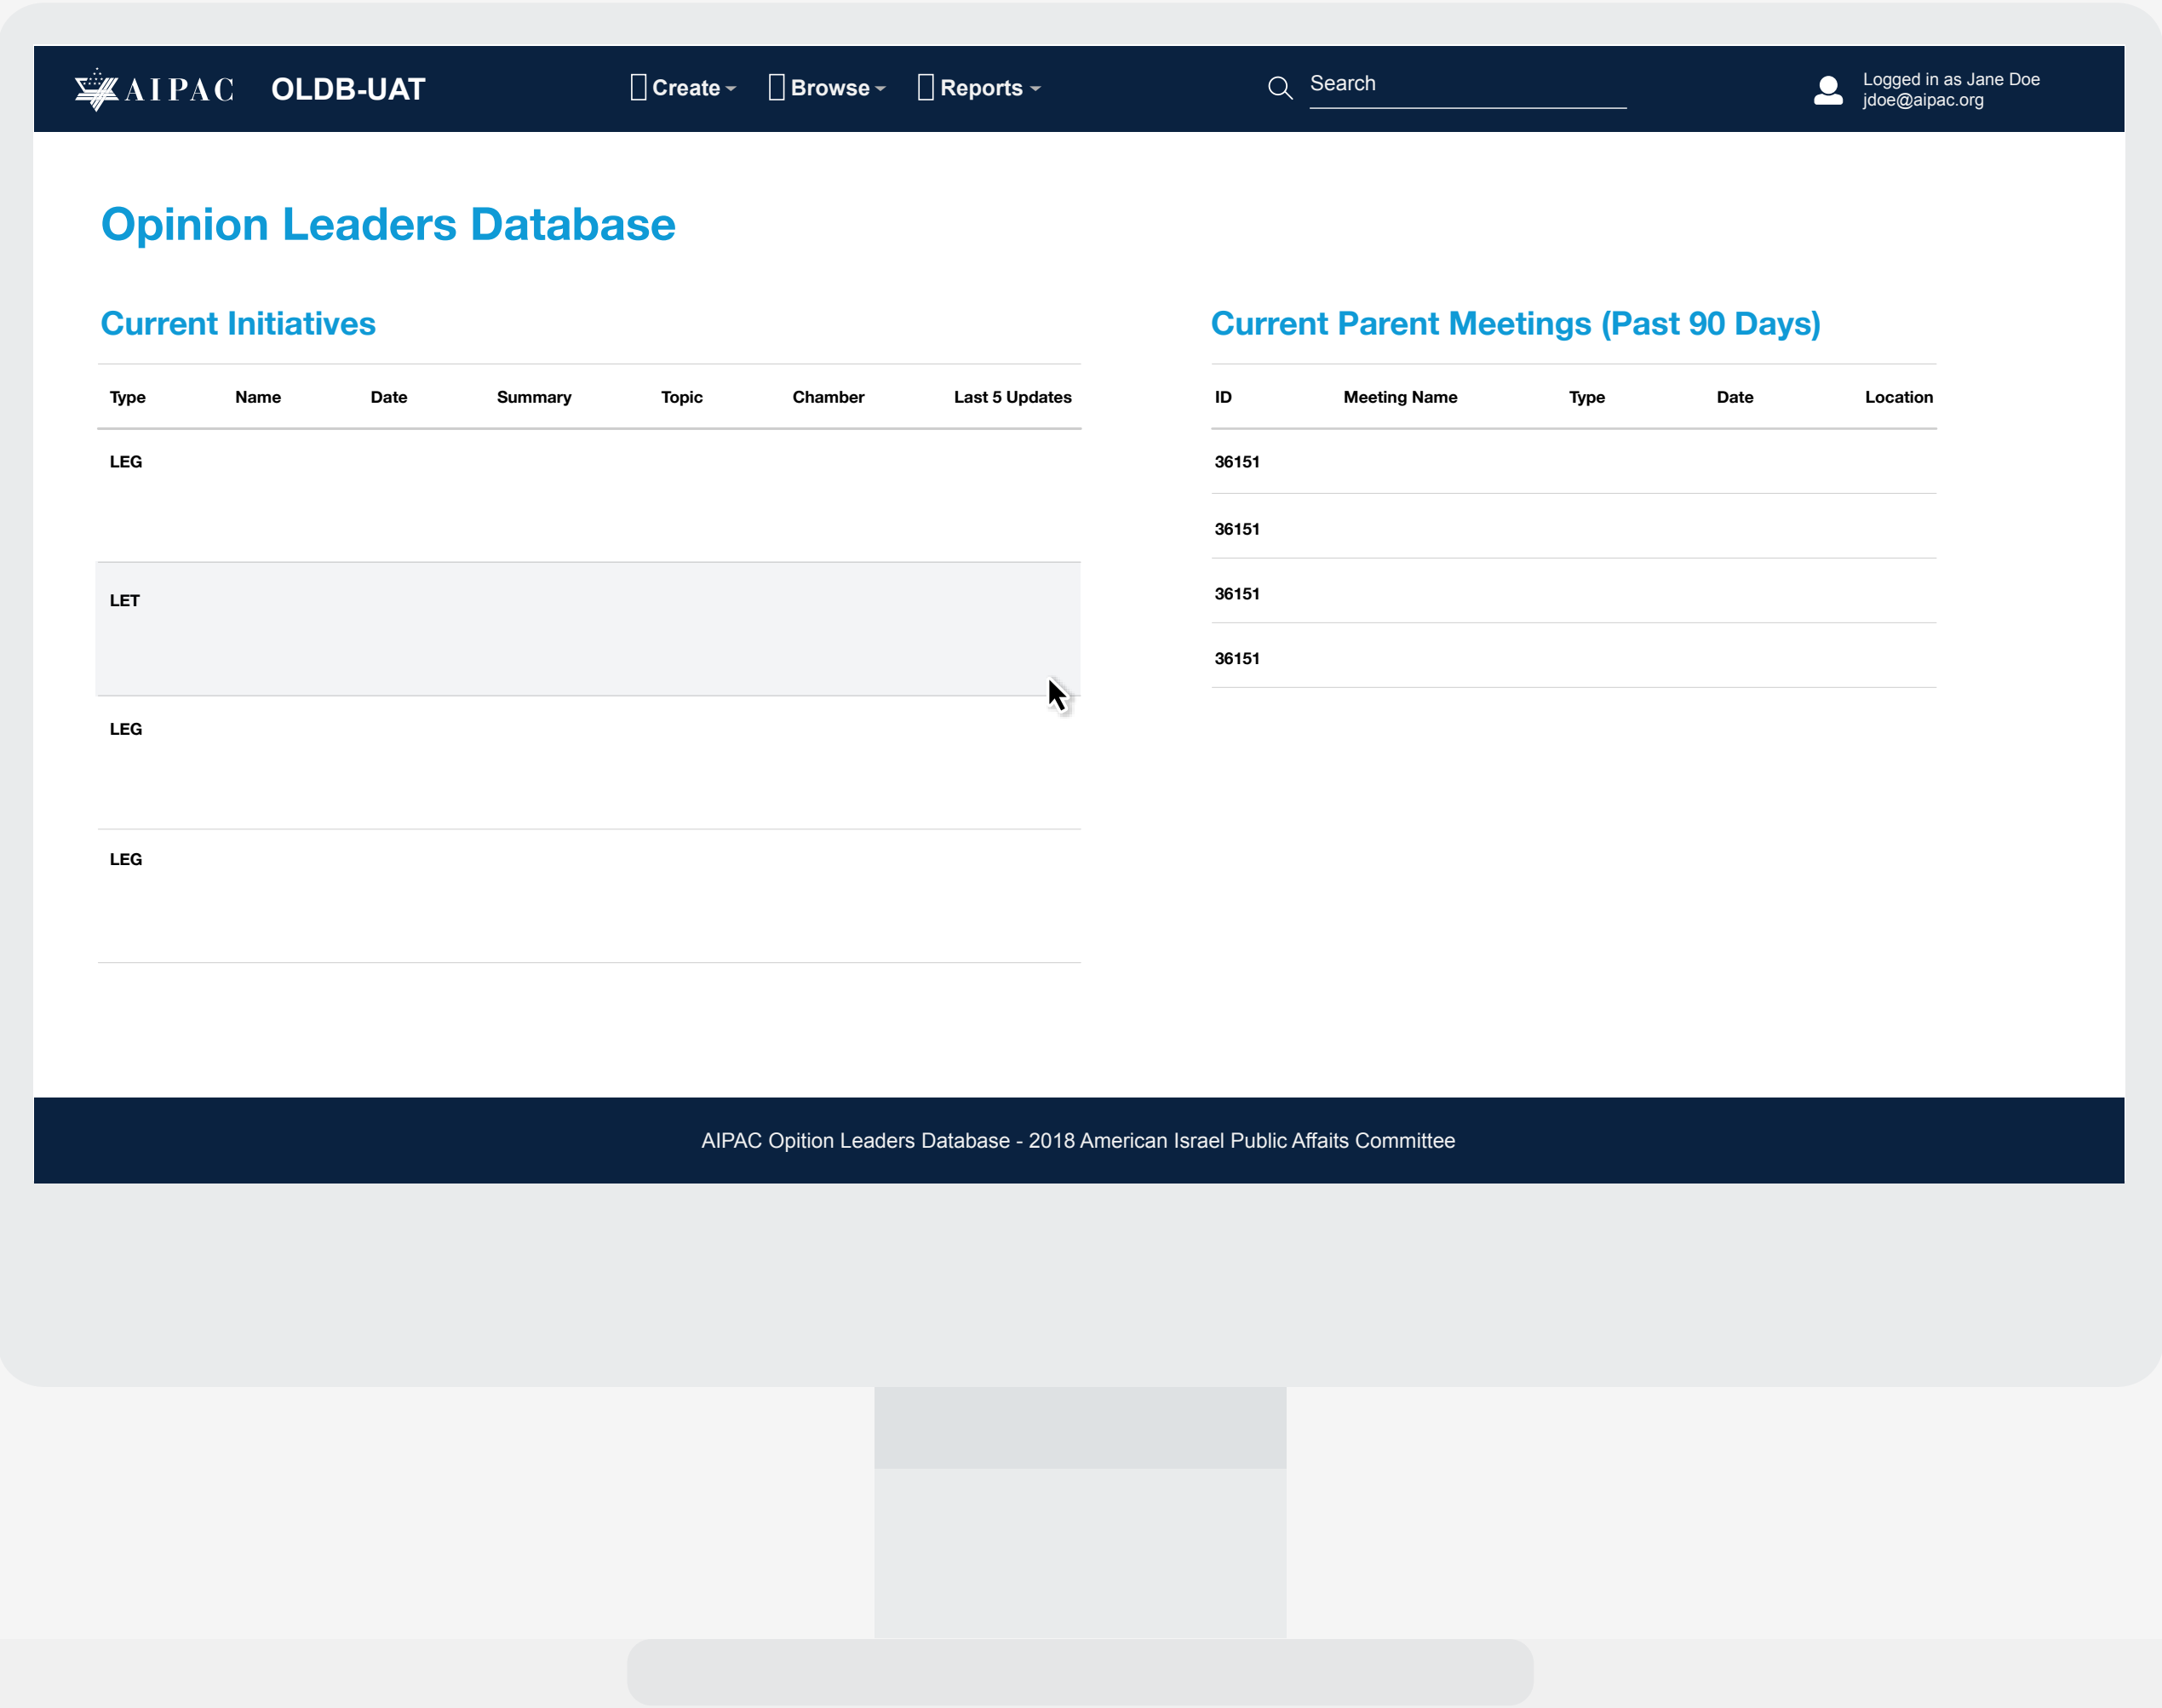 AIPAC OLDB-UAT Create Browse Reports Search
Logged in as Jane Doe
jdoe@aipac.org
Opinion Leaders Database
Current Initiatives
Type Name Date Summary Topic Chamber Last 5 Updates
LEG
LET
LEG
LEG
Current Parent Meetings (Past 90 Days)
ID Meeting Name Type Date Location
36151
36151
36151
36151
AIPAC Opition Leaders Database - 2018 American Israel Public Affaits Committee